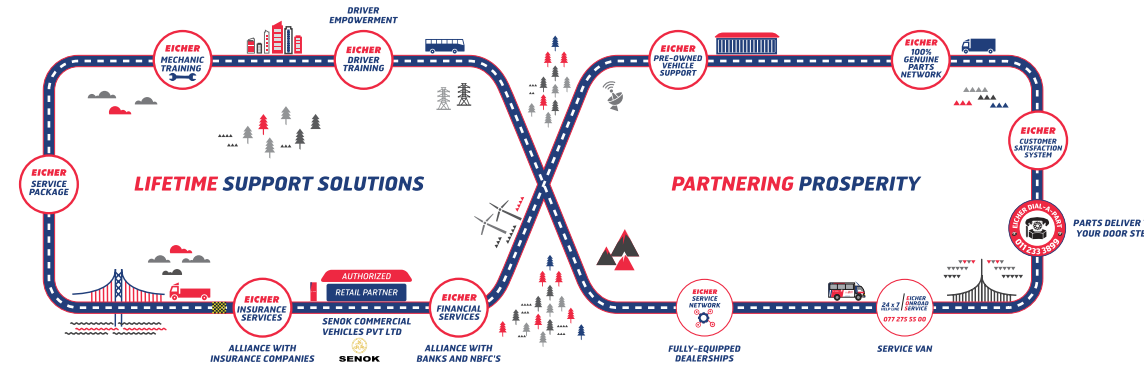 DRIVER
EMPOWERMENT
EICHER
MECHANIC
TRAINING
EICHER
DRIVER
TRAINING
EICHER
PRE-OWNED
VEHICLE
SUPPORT
EICHER
100%
GENUINE
PARTS
NETWORK
EICHER
CUSTOMER
SATISFACTION
SYSTEM
EICHER
SERVICE
PACKAGE
LIFETIME SUPPORT SOLUTIONS
PARTNERING PROSPERITY
EICHER DIAL-A-PART
011 233 3899
PARTS DELIVER
YOUR DOOR STE
EICHER
INSURANCE
SERVICES
ALLIANCE WITH
INSURANCE COMPANIES
AUTHORIZED
RETAIL PARTNER
SENOK COMMERCIAL
VEHICLES PVT LTD
SENOK
EICHER
FINANCIAL
SERVICES
ALLIANCE WITH
BANKS AND NBFC'S
EICHER
SERVICE
NETWORK
FULLY-EQUIPPED
DEALERSHIPS
24 x 7
HELPLINE
EICHER
ONROAD
SERVICE
077 275 55 00
SERVICE VAN